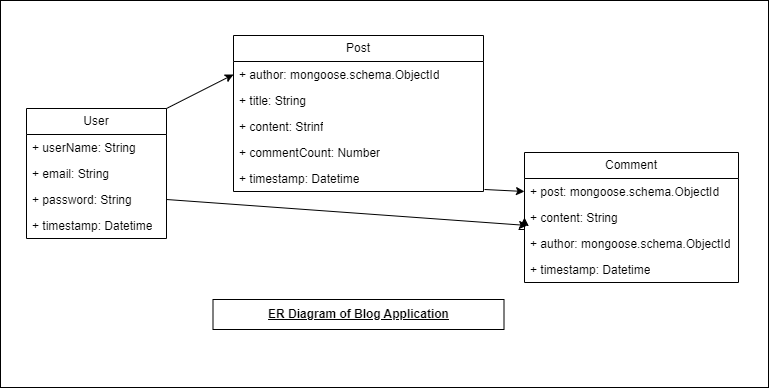 Post
+ author: mongoose.schema.ObjectId
+ title: String
+ content: Strinf
+ commentCount: Number
+ timestamp: Datetime
User
+ userName: String
+ email: String
+ password: String
+ timestamp: Datetime
Comment
+ post: mongoose.schema.ObjectId
+ content: String
+ author: mongoose.schema.ObjectId
+ timestamp: Datetime
ER Diagram of Blog Application